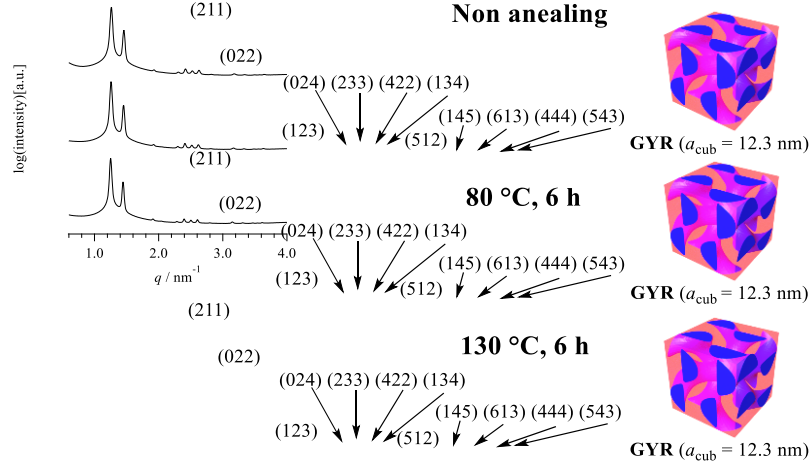 (211)
Non anealing
(022)
(024) (233) (422) (134)
(145) (613) (444) (543)
(123)
(512)
GYR (acub = 12.3 nm)
log(intensity)[a.u.]
(211)
(022)
80 °C, 6 h
(024) (233) (422) (134)
1.0 2.0 3.0 4.0
q / nm-1
(145) (613) (444) (543)
(123)
(512)
GYR (acub = 12.3 nm)
(211)
(022)
130 °C, 6 h
(024) (233) (422) (134)
(145) (613) (444) (543)
(123)
(512)
GYR (acub = 12.3 nm)